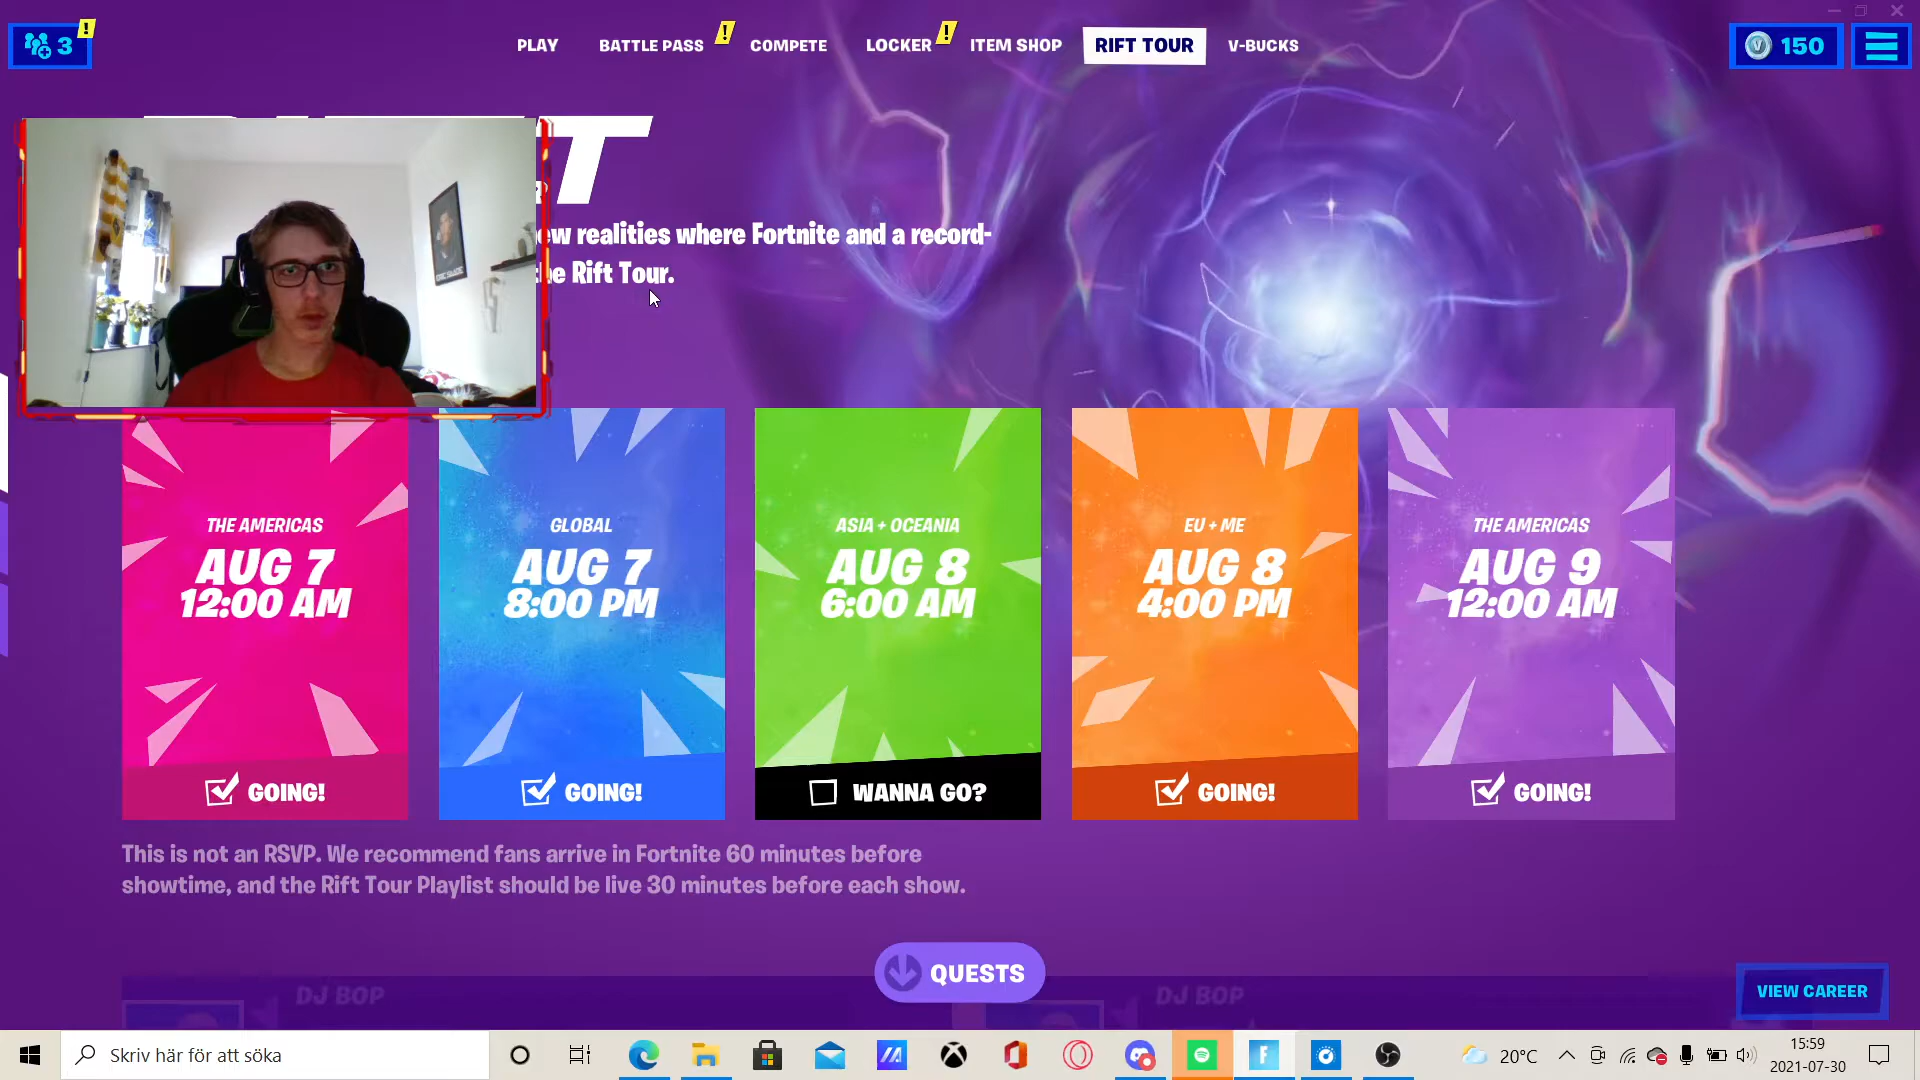 3
!
PLAY
BATTLE PASS
!
COMPETE
LOCKER
!
ITEM SHOP
RIFT TOUR
V-BUCKS
150
ew realities where Fortnite and a record-
the Rift Tour.
THE AMERICAS
AUG 7
12:00 AM
GOING!
GLOBAL
AUG 7
8:00 PM
GOING!
ASIA + OCEANIA
AUG 8
6:00 AM
WANNA GO?
EU + ME
AUG 8
4:00 PM
GOING!
THE AMERICAS
AUG 9
12:00 AM
GOING!
This is not an RSVP. We recommend fans arrive in Fortnite 60 minutes before
showtime, and the Rift Tour Playlist should be live 30 minutes before each show.
QUESTS
DJ BOP
DJ BOP
VIEW CAREER
Skriv här för att söka
20°C
15:59
2021-07-30